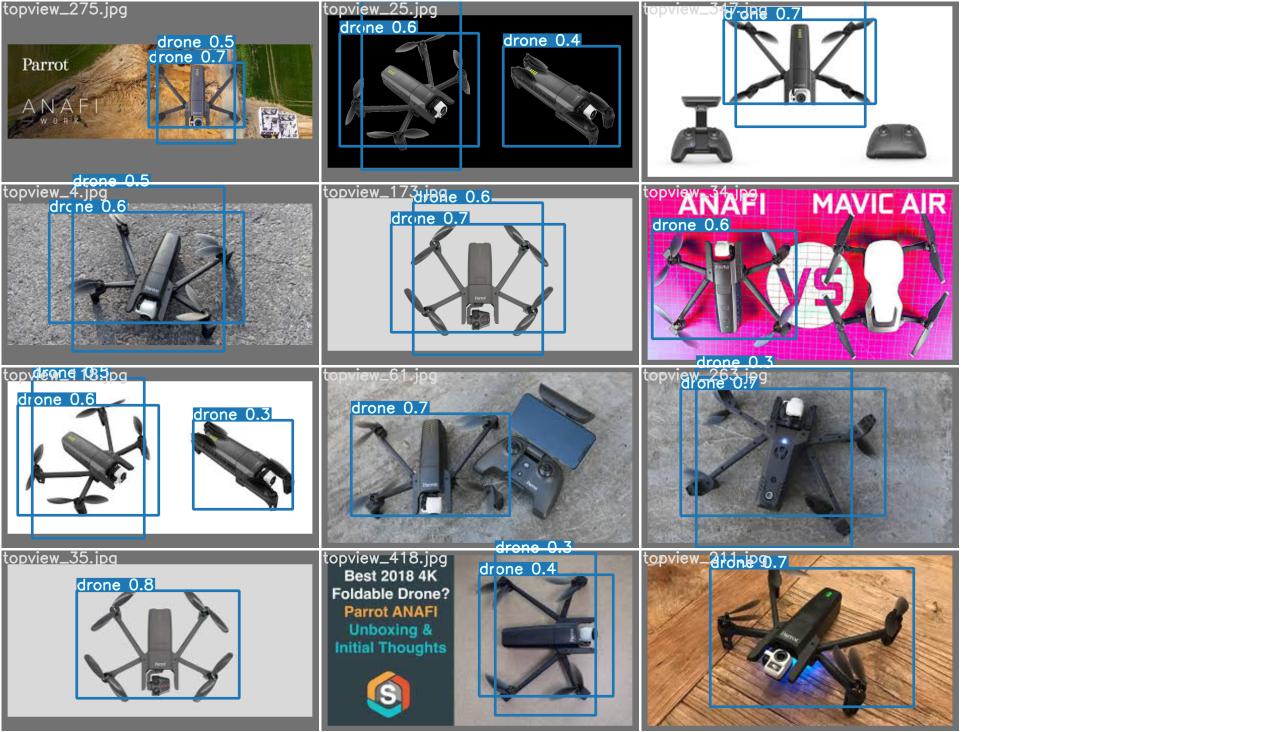 topview_275.jpg
drone 0.5
drone 0.7
Parrot
ANAFI
WORK
topview_25.jpg
drone 0.6
drone 0.4
topview_347.jpg
drone 0.7
topview_4.jpg
drone 0.5
drone 0.6
topview_173.jpg
drone 0.6
drone 0.7
topview_34.jpg
drone 0.6
ANAFI
MAVIC AIR
VS
topview_118.jpg
drone 0.5
drone 0.6
drone 0.3
topview_61.jpg
drone 0.7
topview_263.jpg
drone 0.3
drone 0.7
topview_35.jpg
drone 0.8
topview_418.jpg
drone 0.3
drone 0.4
Best 2018 4K
Foldable Drone?
Parrot ANAFI
Unboxing &
Initial Thoughts
S
topview_211.jpg
drone 0.7
Parrot